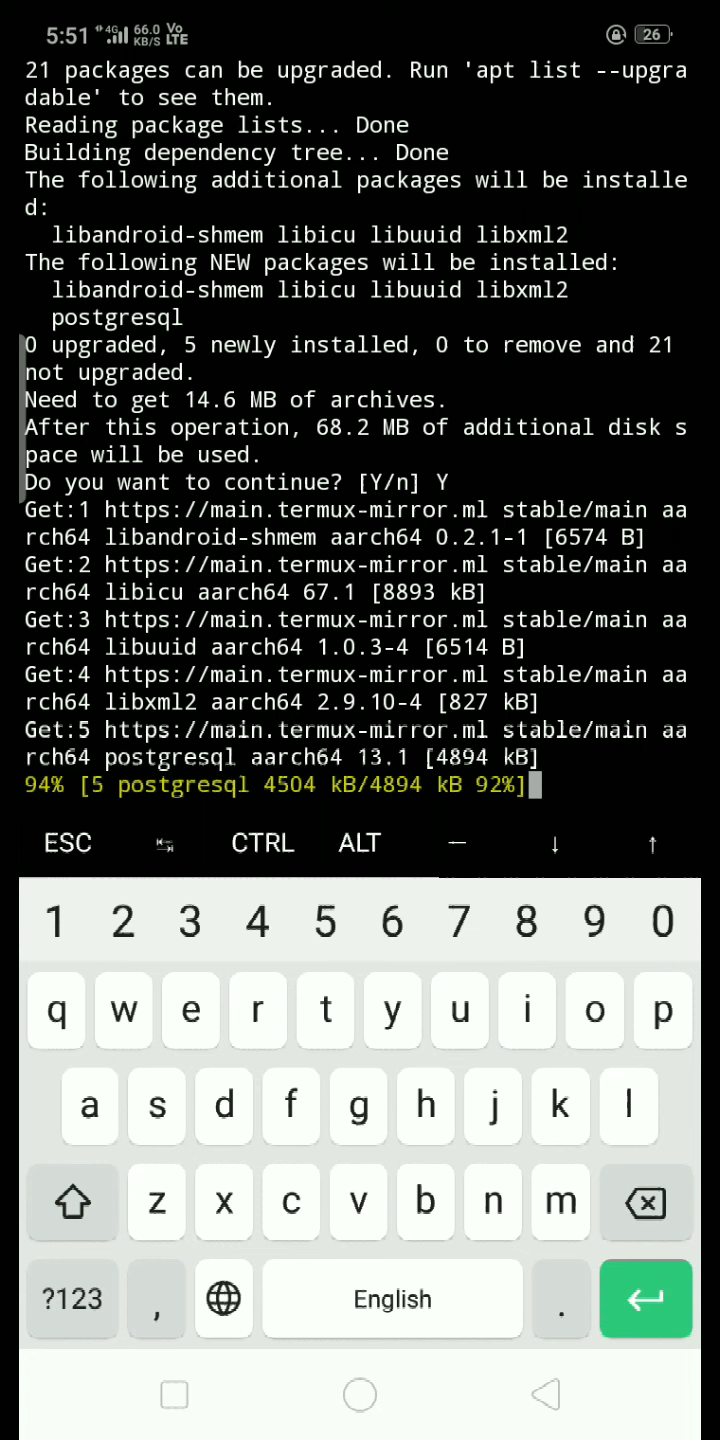 5:51 4G 66.0 KB/S Vo LTE 26
21 packages can be upgraded. Run 'apt list --upgra
dable' to see them.
Reading package lists... Done
Building dependency tree... Done
The following additional packages will be installe
d:
  libandroid-shmem libicu libuuid libxml2
The following NEW packages will be installed:
  libandroid-shmem libicu libuuid libxml2
  postgresql
0 upgraded, 5 newly installed, 0 to remove and 21
not upgraded.
Need to get 14.6 MB of archives.
After this operation, 68.2 MB of additional disk s
pace will be used.
Do you want to continue? [Y/n] Y
Get:1 https://main.termux-mirror.ml stable/main aa
rch64 libandroid-shmem aarch64 0.2.1-1 [6574 B]
Get:2 https://main.termux-mirror.ml stable/main aa
rch64 libicu aarch64 67.1 [8893 kB]
Get:3 https://main.termux-mirror.ml stable/main aa
rch64 libuuid aarch64 1.0.3-4 [6514 B]
Get:4 https://main.termux-mirror.ml stable/main aa
rch64 libxml2 aarch64 2.9.10-4 [827 kB]
Get:5 https://main.termux-mirror.ml stable/main aa
rch64 postgresql aarch64 13.1 [4894 kB]
94% [5 postgresql 4504 kB/4894 kB 92%]
ESC ↹ CTRL ALT — ↓ ↑
1 2 3 4 5 6 7 8 9 0
q w e r t y u i o p
a s d f g h j k l
z x c v b n m
?123 , English .